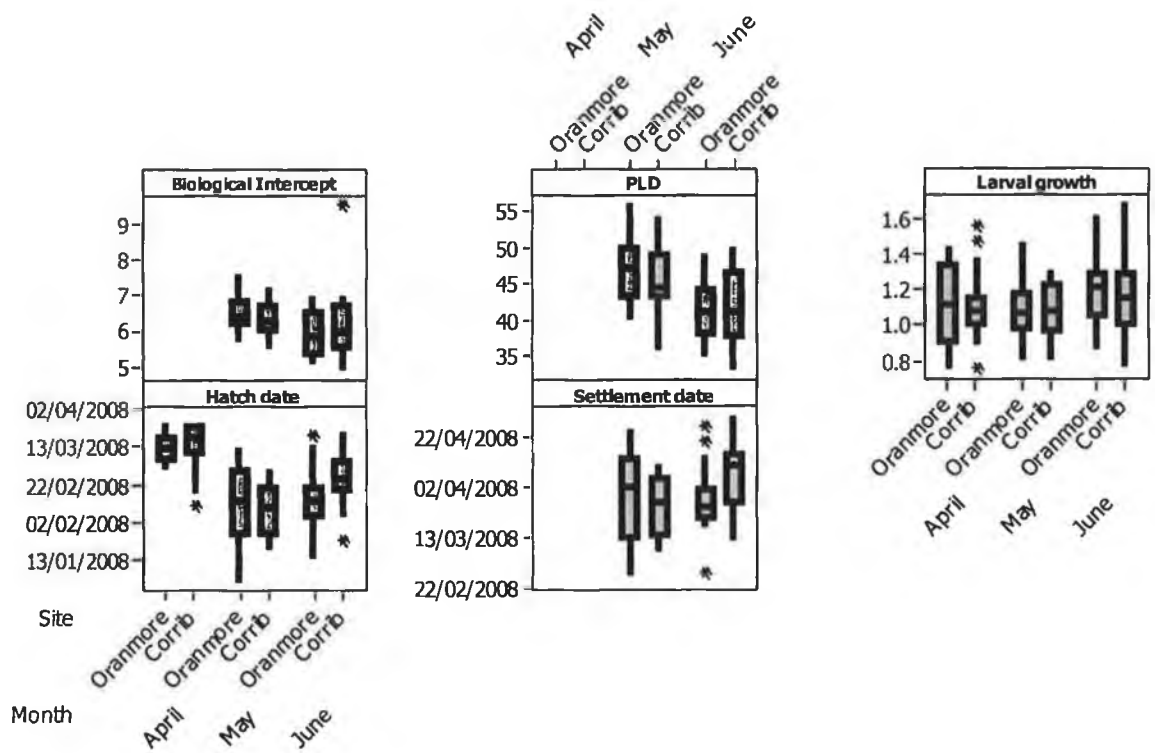 April May June
Oranmore Corrib Oranmore Corrib Oranmore Corrib
Biological Intercept
9
8
7
6
5
PLD
55
50
45
40
35
Larval growth
1.6
1.4
1.2
1.0
0.8
Oranmore Corrib Oranmore Corrib Oranmore Corrib
April May June
Hatch date
02/04/2008
13/03/2008
22/02/2008
02/02/2008
13/01/2008
Settlement date
22/04/2008
02/04/2008
13/03/2008
22/02/2008
Site
Oranmore Corrib Oranmore Corrib Oranmore Corrib
Month
April May June